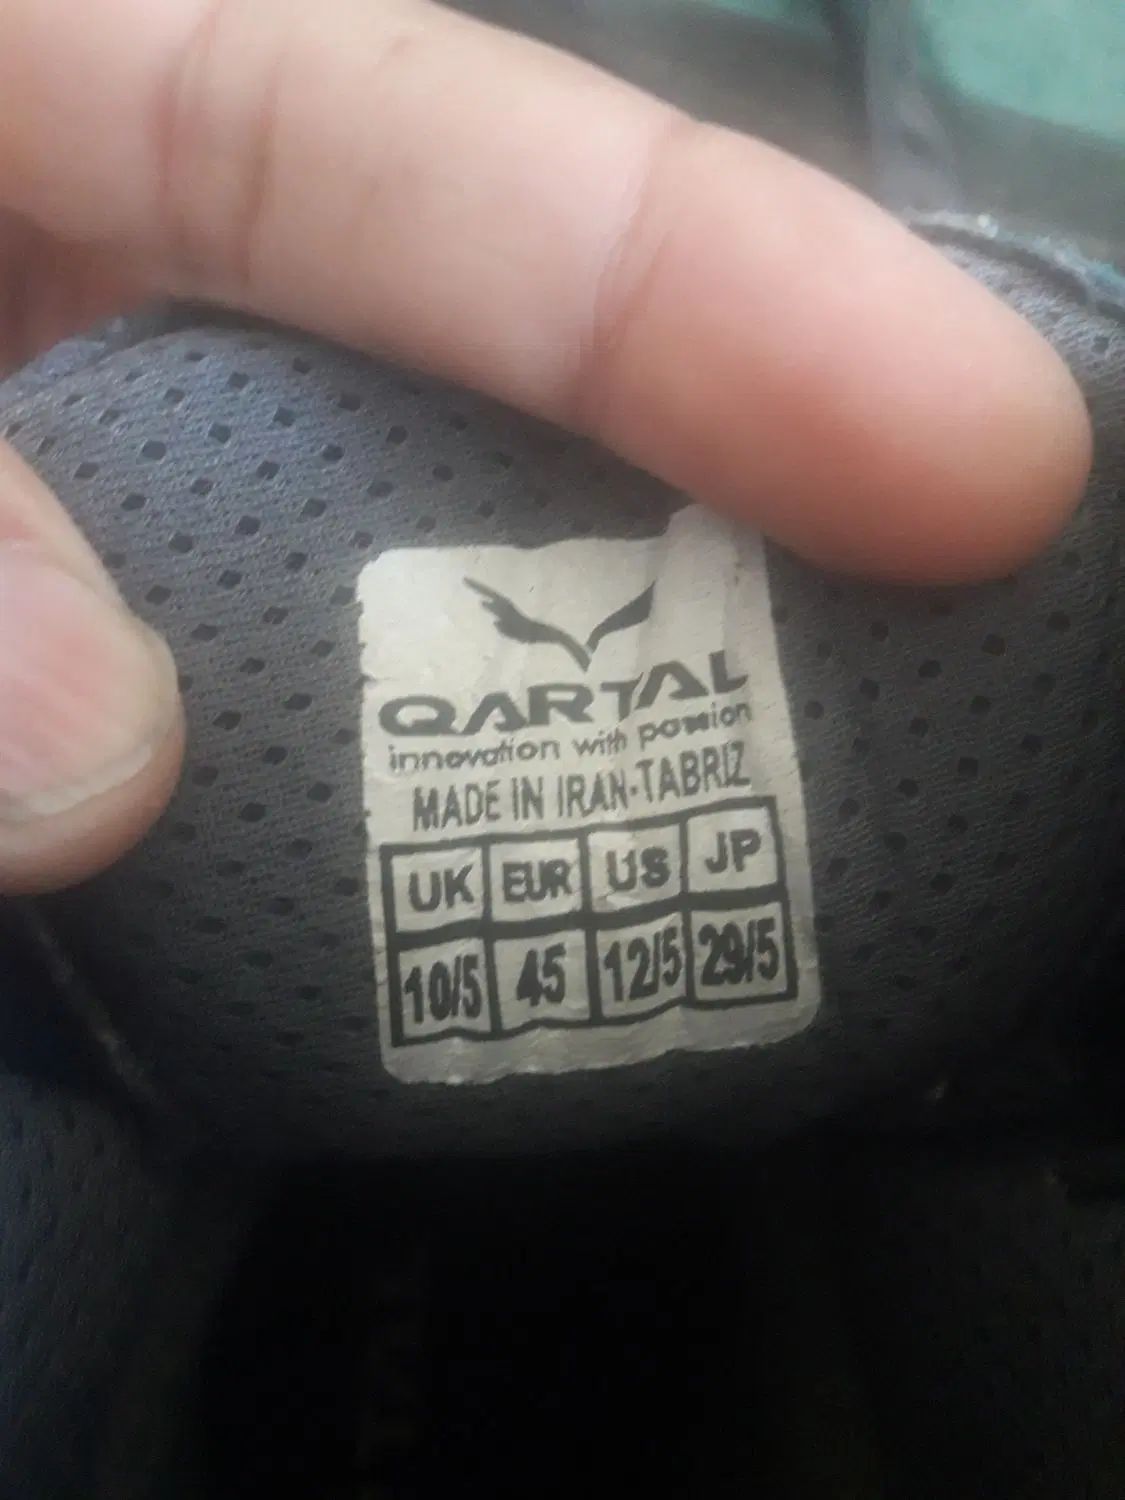 QARTAL
innovation with passion
MADE IN IRAN-TABRIZ
UK EUR US JP
10/5 45 12/5 29/5